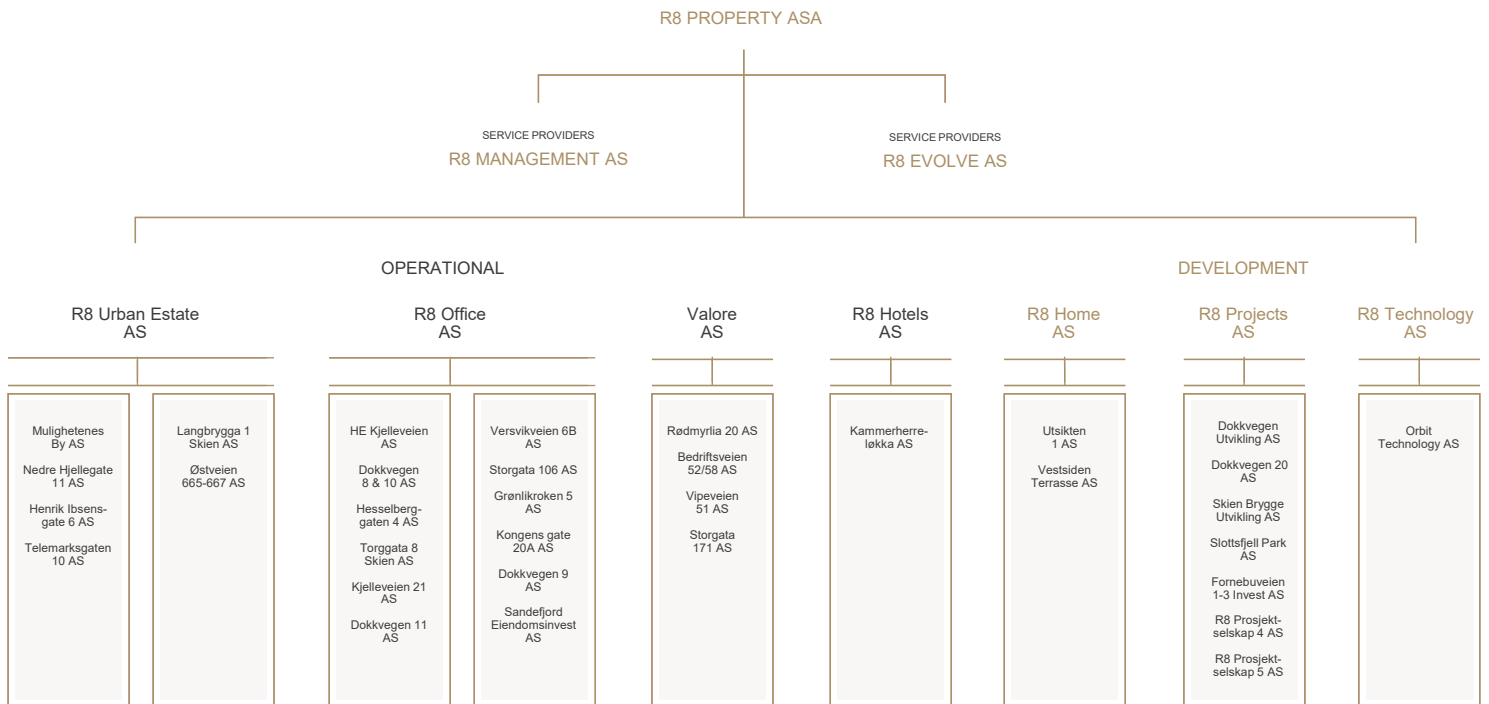 R8 PROPERTY ASA
SERVICE PROVIDERS
R8 MANAGEMENT AS
SERVICE PROVIDERS
R8 EVOLVE AS
OPERATIONAL
DEVELOPMENT
R8 Urban Estate
AS
R8 Office
AS
Valore
AS
R8 Hotels
AS
R8 Home
AS
R8 Projects
AS
R8 Technology
AS
Mulighetenes
By AS
Nedre Hjellegate
11 AS
Henrik Ibsens-
gate 6 AS
Telemarksgaten
10 AS
Langbrygga 1
Skien AS
Østveien
665-667 AS
HE Kjelleveien
AS
Dokkvegen
8 & 10 AS
Hesselberg-
gaten 4 AS
Torggata 8
Skien AS
Kjelleveien 21
AS
Dokkvegen 11
AS
Versvikveien 6B
AS
Storgata 106 AS
Grønlikroken 5
AS
Kongens gate
20A AS
Dokkvegen 9
AS
Sandefjord
Eiendomsinvest
AS
Rødmyrlia 20 AS
Bedriftsveien
52/58 AS
Vipeveien
51 AS
Storgata
171 AS
Kammerherre-
løkka AS
Utsikten
1 AS
Vestsiden
Terrasse AS
Dokkvegen
Utvikling AS
Dokkvegen 20
AS
Skien Brygge
Utvikling AS
Slottsfjell Park
AS
Fornebuveien
1-3 Invest AS
R8 Prosjekt-
selskap 4 AS
R8 Prosjekt-
selskap 5 AS
Orbit
Technology AS